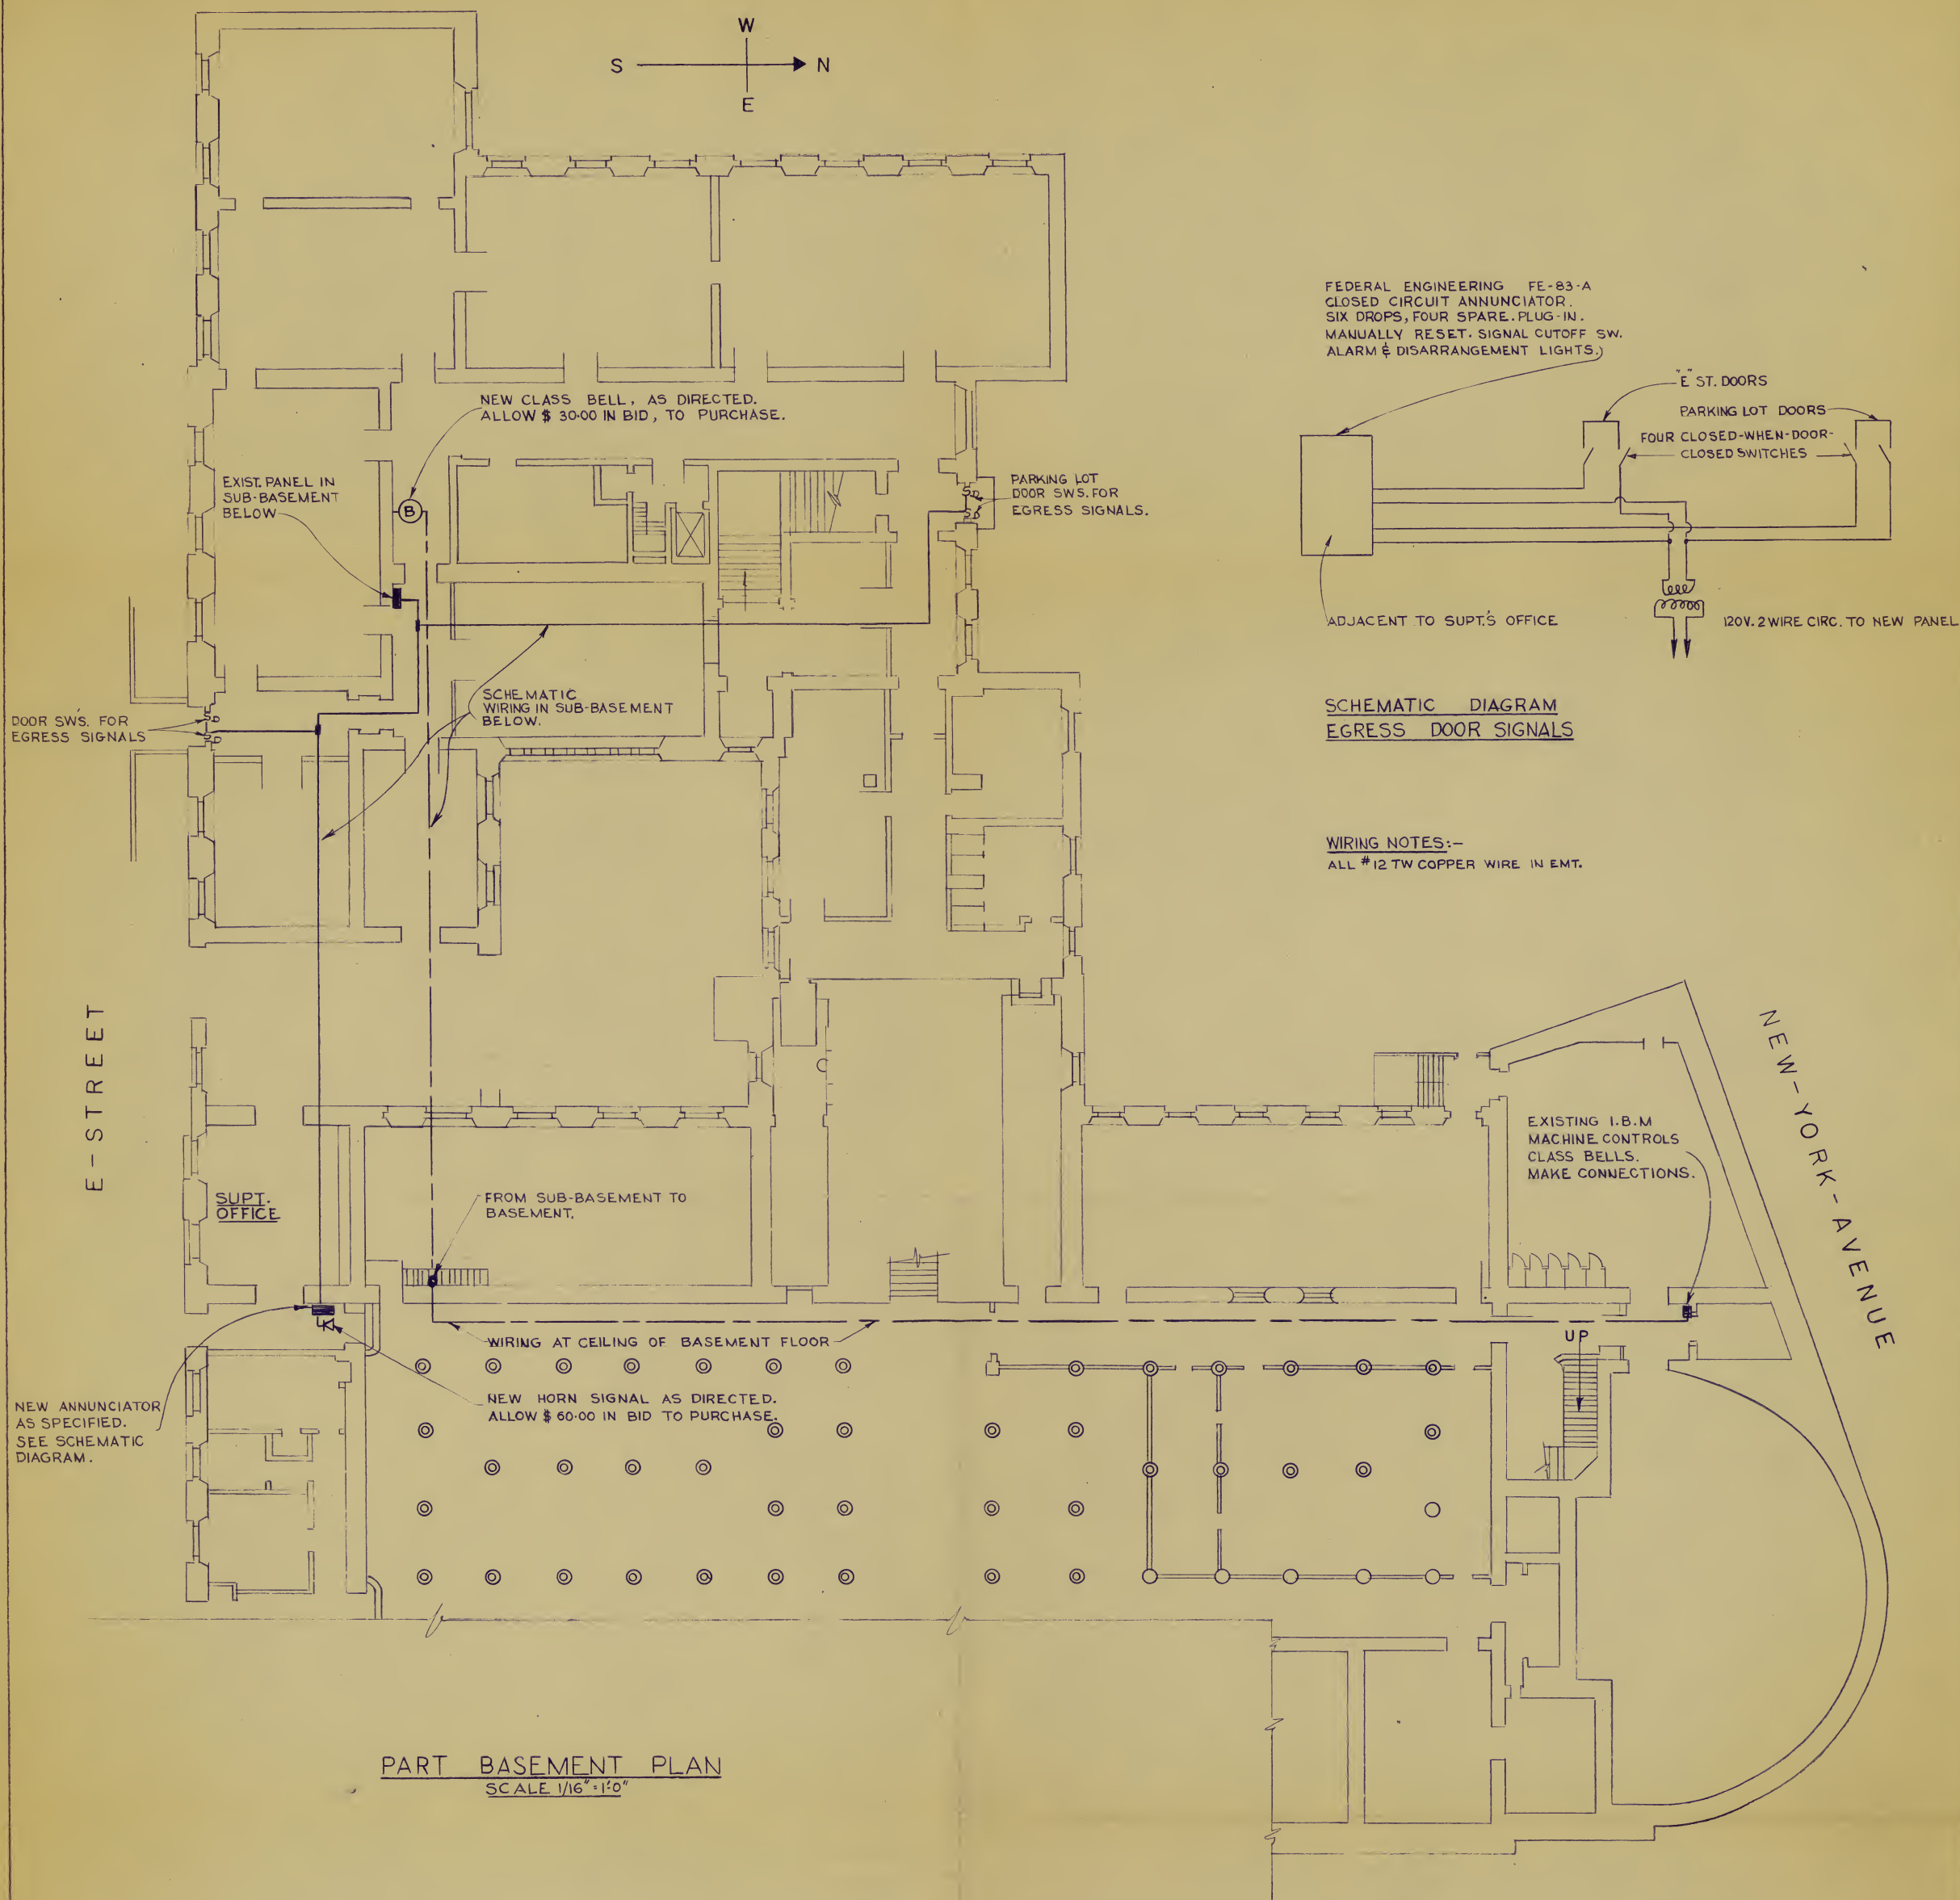 W
S N
E
FEDERAL ENGINEERING FE-83-A
CLOSED CIRCUIT ANNUNCIATOR.
SIX DROPS, FOUR SPARE. PLUG-IN.
MANUALLY RESET. SIGNAL CUTOFF SW.
ALARM & DISARRANGEMENT LIGHTS.
"E" ST. DOORS
PARKING LOT DOORS
FOUR CLOSED-WHEN-DOOR-
CLOSED SWITCHES
ADJACENT TO SUPT.'S OFFICE
120V. 2 WIRE CIRC. TO NEW PANEL
SCHEMATIC DIAGRAM
EGRESS DOOR SIGNALS
WIRING NOTES:-
ALL #12 TW COPPER WIRE IN EMT.
NEW CLASS BELL, AS DIRECTED.
ALLOW $ 30.00 IN BID, TO PURCHASE.
EXIST. PANEL IN
SUB-BASEMENT
BELOW
B
PARKING LOT
DOOR SWS. FOR
EGRESS SIGNALS.
SD
SD
SCHEMATIC
WIRING IN SUB-BASEMENT
BELOW.
DOOR SW'S. FOR
EGRESS SIGNALS
SD
SD
E-STREET
NEW-YORK-AVENUE
EXISTING I.B.M
MACHINE CONTROLS
CLASS BELLS.
MAKE CONNECTIONS.
SUPT.
OFFICE
FROM SUB-BASEMENT TO
BASEMENT.
WIRING AT CEILING OF BASEMENT FLOOR
UP
NEW HORN SIGNAL AS DIRECTED.
ALLOW $ 60.00 IN BID TO PURCHASE.
NEW ANNUNCIATOR
AS SPECIFIED.
SEE SCHEMATIC
DIAGRAM.
PART BASEMENT PLAN
SCALE 1/16"=1'0"